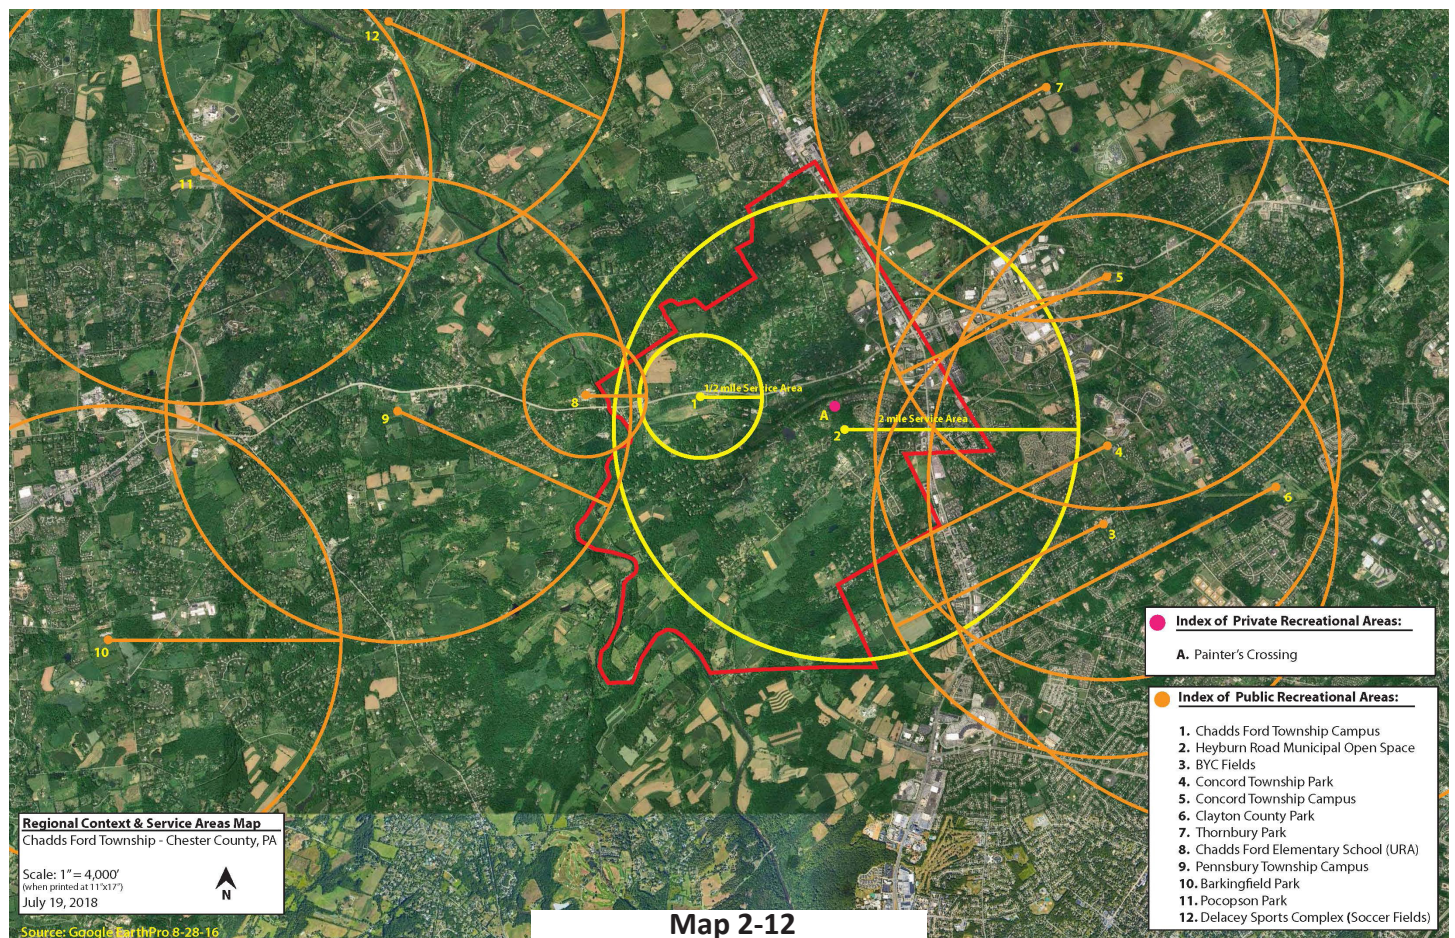 12
7
11
5
1/2 mile Service Area
8
1
A
9
2 mile Service Area
2
4
6
3
10
Index of Private Recreational Areas:
A. Painter's Crossing
Index of Public Recreational Areas:
1. Chadds Ford Township Campus
2. Heyburn Road Municipal Open Space
3. BYC Fields
4. Concord Township Park
5. Concord Township Campus
6. Clayton County Park
7. Thornbury Park
8. Chadds Ford Elementary School (URA)
9. Pennsbury Township Campus
10. Barkingfield Park
11. Pocopson Park
12. Delacey Sports Complex (Soccer Fields)
Regional Context & Service Areas Map
Chadds Ford Township - Chester County, PA
Scale: 1" = 4,000'
(when printed at 11"x17")
July 19, 2018
N
Source: Google EarthPro 8-28-16
Map 2-12